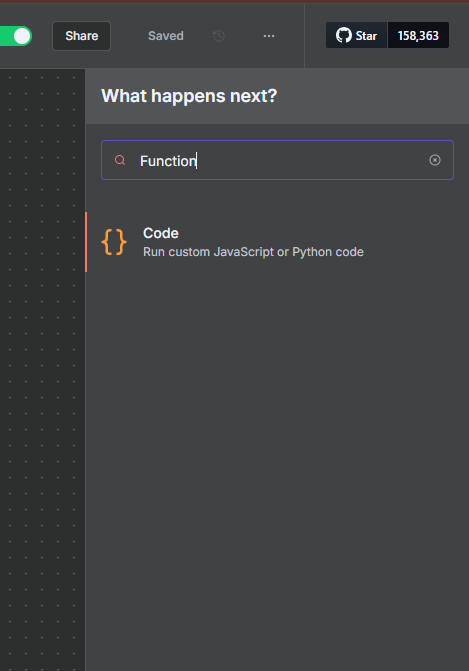 Share
Saved
Star
158,363
What happens next?
Function
Code
Run custom JavaScript or Python code